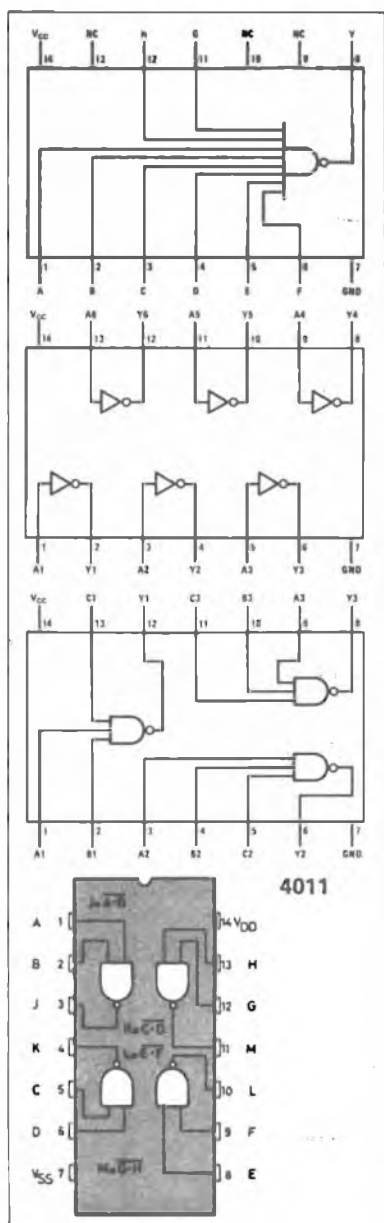 VCC NC H G NC NC Y
14 13 12 11 10 9 8
1 2 3 4 5 6 7
A B C D E F GND
VCC A6 Y6 A5 Y5 A4 Y4
14 13 12 11 10 9 8
1 2 3 4 5 6 7
A1 Y1 A2 Y2 A3 Y3 GND
VCC C1 Y1 C3 B3 A3 Y3
14 13 12 11 10 9 8
1 2 3 4 5 6 7
A1 B1 A2 B2 C2 Y2 GND
4011
J=A·B
A 1 14 VDD
B 2 13 H
12 G
J 3
K=C·D
K 4 11 M
L=E·F
C 5 10 L
D 6 9 F
M=G·H
VSS 7 8 E